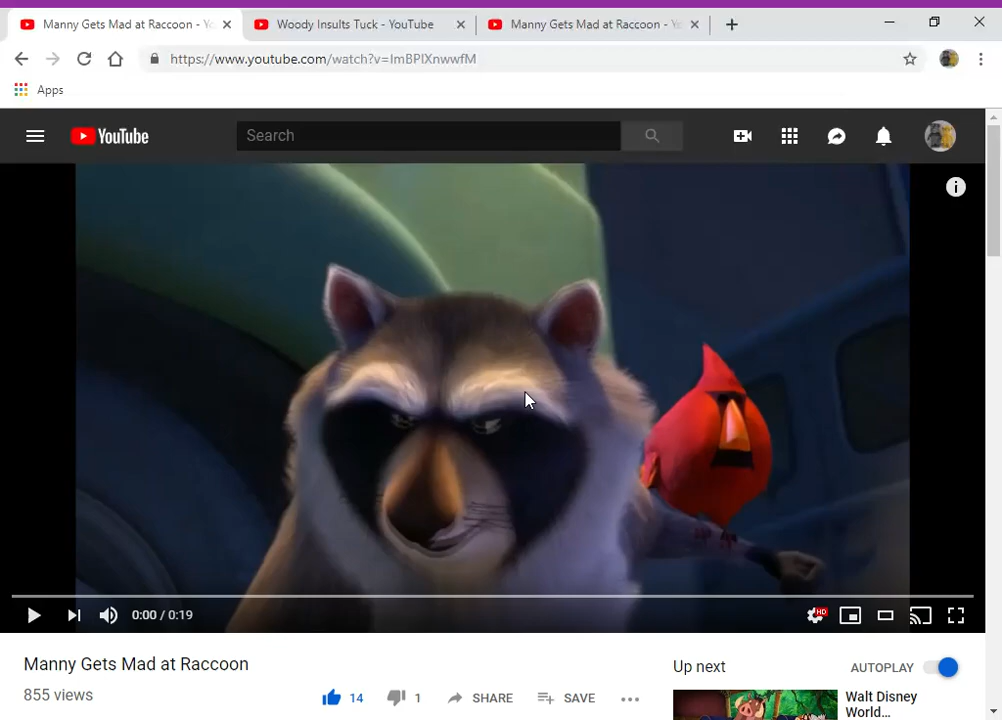 Manny Gets Mad at Raccoon - Yo
Woody Insults Tuck - YouTube
Manny Gets Mad at Raccoon - Yo
https://www.youtube.com/watch?v=ImBPIXnwwfM
Apps
YouTube
Search
0:00 / 0:19
HD
Manny Gets Mad at Raccoon
855 views
14
1
SHARE
SAVE
Up next
AUTOPLAY
Walt Disney
World...